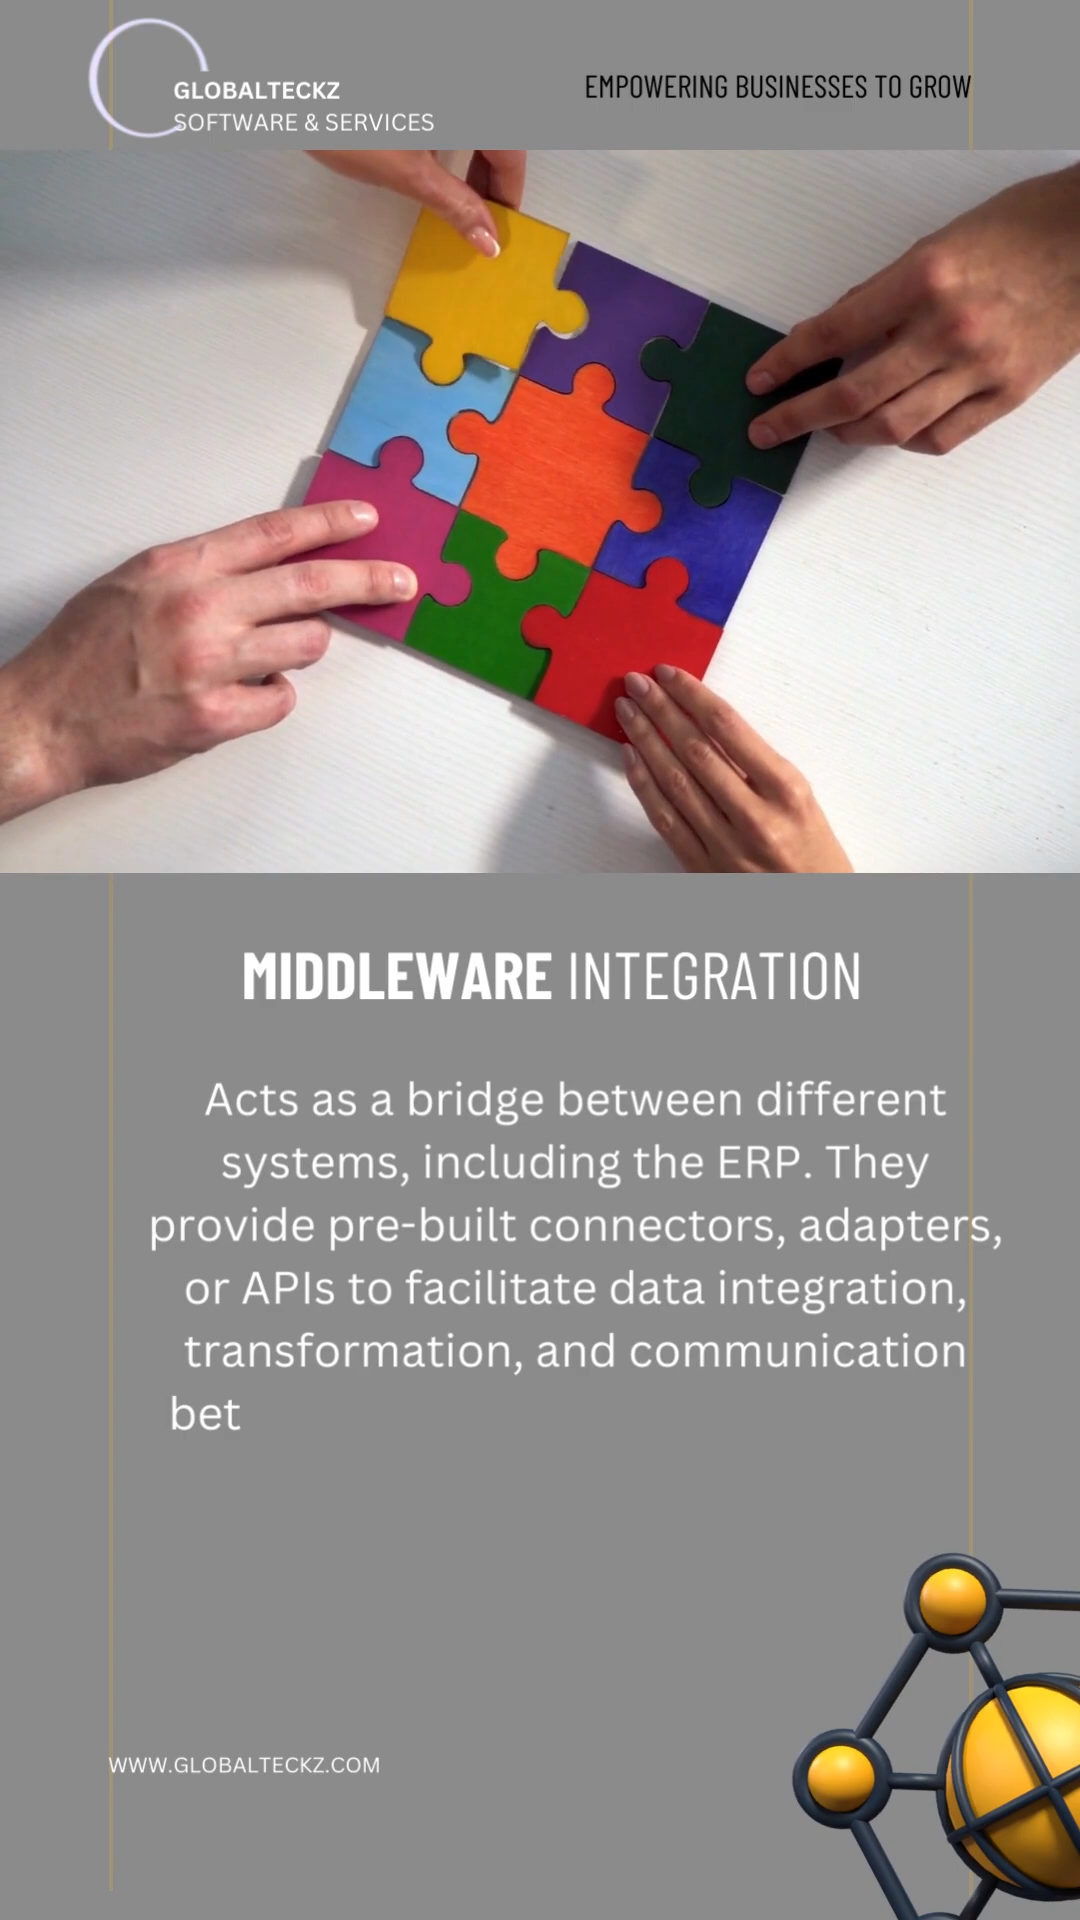 GLOBALTECKZ
SOFTWARE & SERVICES
EMPOWERING BUSINESSES TO GROW
MIDDLEWARE INTEGRATION
Acts as a bridge between different
systems, including the ERP. They
provide pre-built connectors, adapters,
or APIs to facilitate data integration,
transformation, and communication
bet
WWW.GLOBALTECKZ.COM